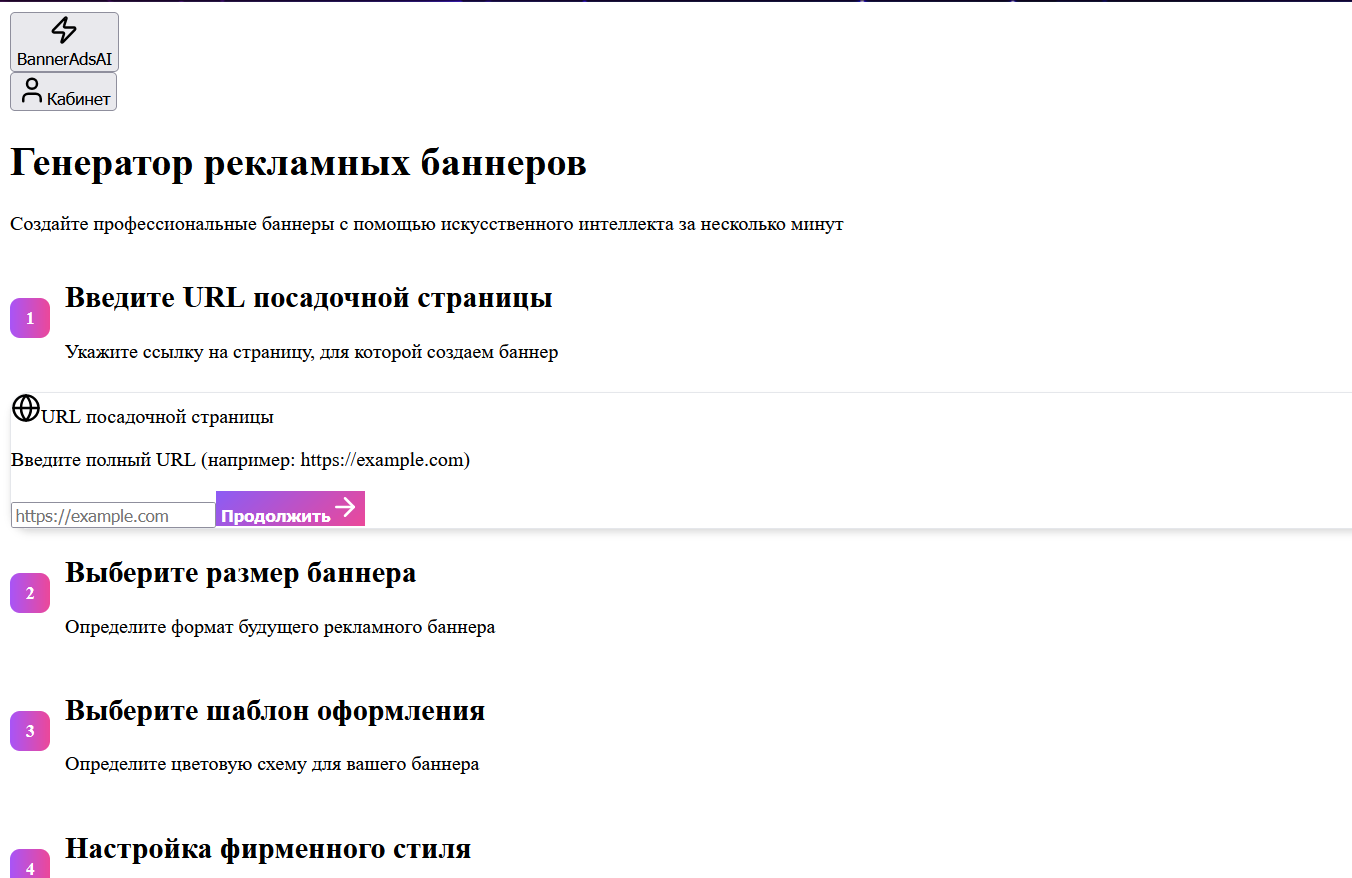 BannerAdsAI
Кабинет
Генератор рекламных баннеров
Создайте профессиональные баннеры с помощью искусственного интеллекта за несколько минут
1
Введите URL посадочной страницы
Укажите ссылку на страницу, для которой создаем баннер
URL посадочной страницы
Введите полный URL (например: https://example.com)
https://example.com Продолжить
2
Выберите размер баннера
Определите формат будущего рекламного баннера
3
Выберите шаблон оформления
Определите цветовую схему для вашего баннера
4
Настройка фирменного стиля